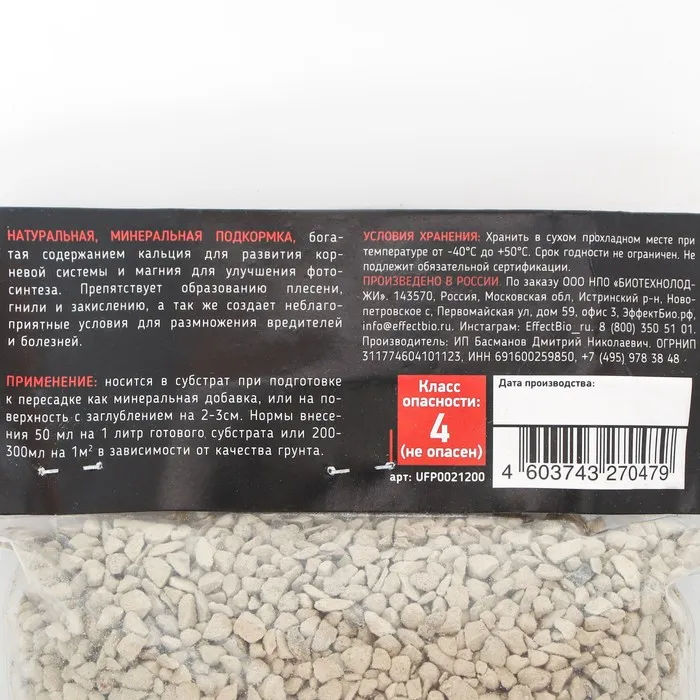 НАТУРАЛЬНАЯ, МИНЕРАЛЬНАЯ ПОДКОРМКА, бога-
тая содержанием кальция для развития кор-
невой системы и магния для улучшения фото-
синтеза. Препятствует образованию плесени,
гнили и закислению, а так же создает неблаго-
приятные условия для размножения вредителей
и болезней.
ПРИМЕНЕНИЕ: носится в субстрат при подготовке
к пересадке как минеральная добавка, или на по-
верхность с заглублением на 2-3см. Нормы внесе-
ния 50 мл на 1 литр готового субстрата или 200-
300мл на 1м² в зависимости от качества грунта.
УСЛОВИЯ ХРАНЕНИЯ: Хранить в сухом прохладном месте при
температуре от -40°C до +50°C. Срок годности не ограничен. Не
подлежит обязательной сертификации.
ПРОИЗВЕДЕНО В РОССИИ. По заказу ООО НПО «БИОТЕХНОЛОД-
ЖИ». 143570, Россия, Московская обл, Истринский р-н, Ново-
петровское с, Первомайская ул, дом 59, офис 3, ЭффектБио.рф,
info@effectbio.ru. Инстаграм: EffectBio_ru. 8 (800) 350 51 01.
Производитель: ИП Басманов Дмитрий Николаевич. ОГРНИП
311774604101123, ИНН 691600259850, +7 (495) 978 38 48
Класс
опасности:
4
(не опасен)
арт: UFP0021200
Дата производства:
4 603743 270479